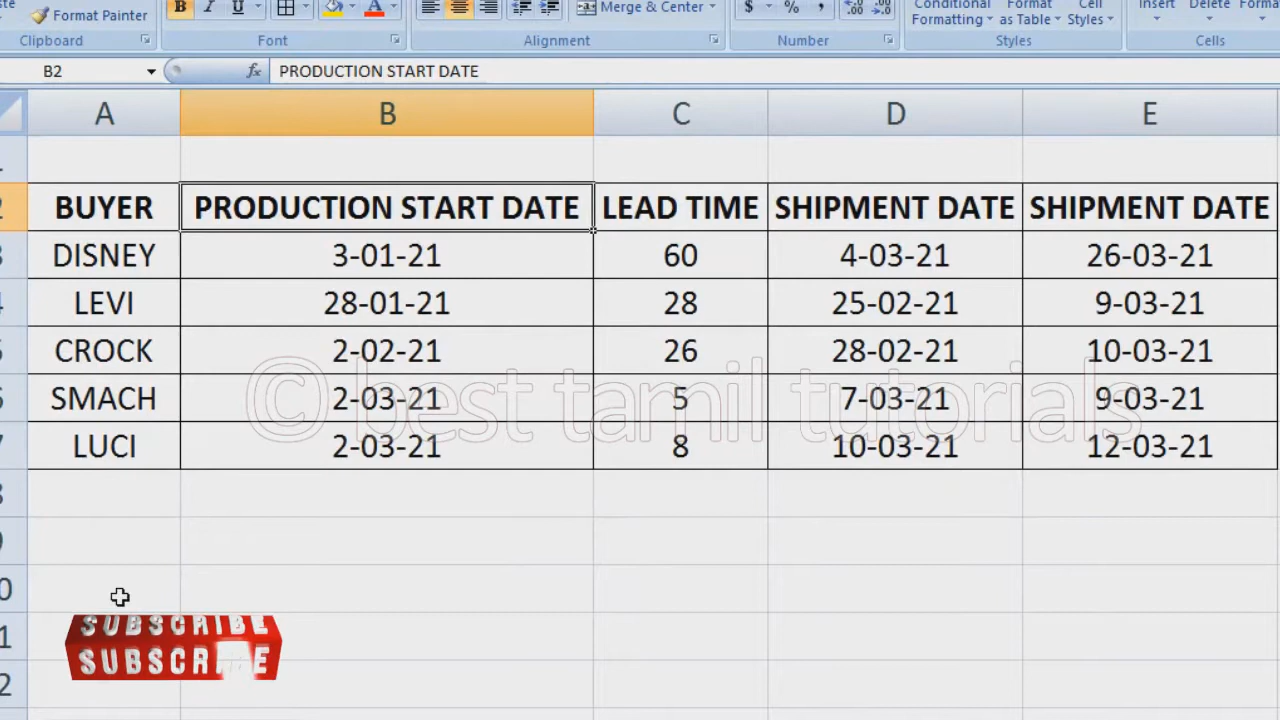 Format Painter
B I U
Merge & Center
$ % ,
Conditional Format Cell Insert Delete
Formatting as Table Styles
Clipboard Font Alignment Number Styles Cells
B2 fx PRODUCTION START DATE
A B C D E
BUYER PRODUCTION START DATE LEAD TIME SHIPMENT DATE SHIPMENT DATE
DISNEY 3-01-21 60 4-03-21 26-03-21
LEVI 28-01-21 28 25-02-21 9-03-21
CROCK 2-02-21 26 28-02-21 10-03-21
SMACH 2-03-21 5 7-03-21 9-03-21
LUCI 2-03-21 8 10-03-21 12-03-21
© best tamil tutorials
SUBSCRIBE